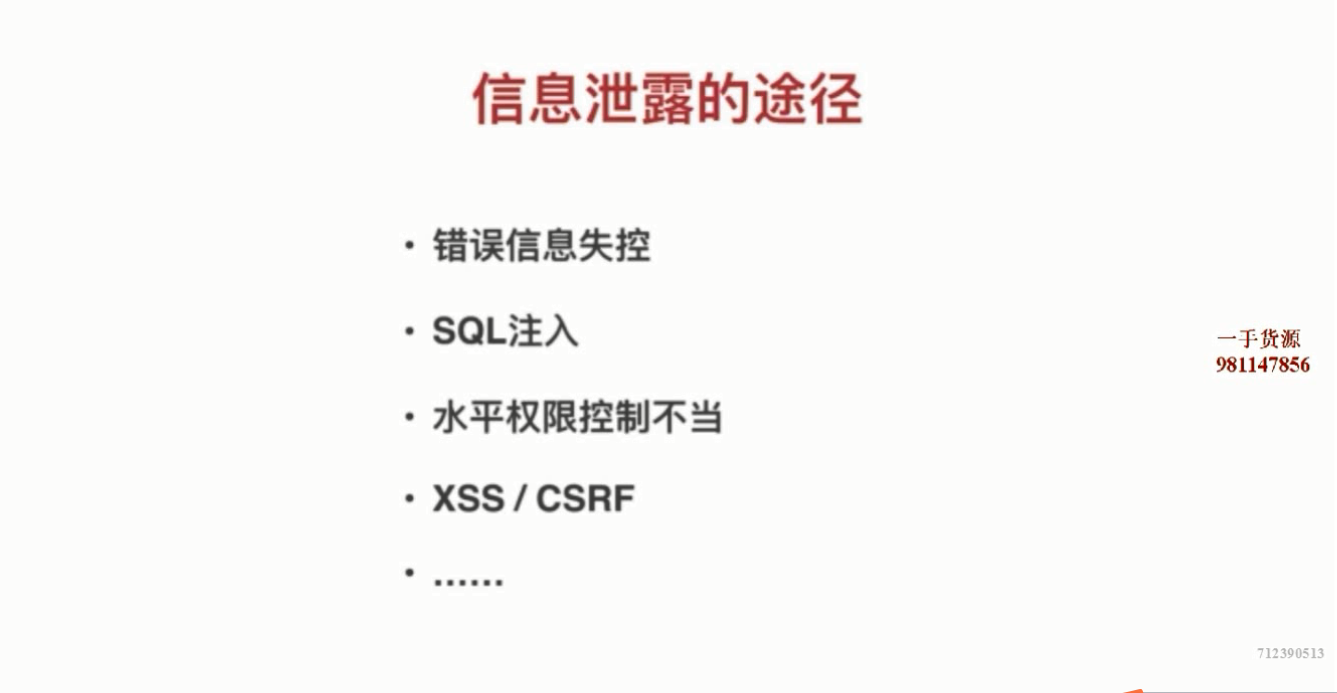 信息泄露的途径
• 错误信息失控
• SQL注入
• 水平权限控制不当
• XSS / CSRF
• ......
一手货源
981147856
712390513